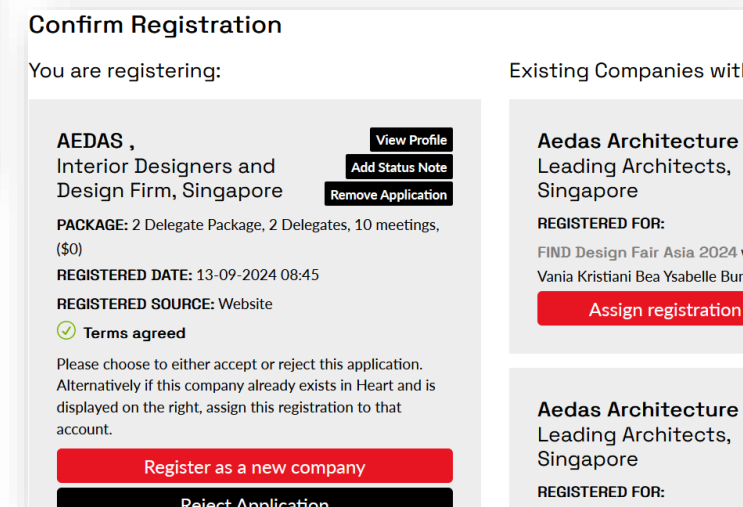 Confirm Registration
You are registering:
AEDAS ,
Interior Designers and
Design Firm, Singapore
View Profile
Add Status Note
Remove Application
PACKAGE: 2 Delegate Package, 2 Delegates, 10 meetings,
($0)
REGISTERED DATE: 13-09-2024 08:45
REGISTERED SOURCE: Website
Terms agreed
Please choose to either accept or reject this application.
Alternatively if this company already exists in Heart and is
displayed on the right, assign this registration to that
account.
Register as a new company
Reject Application
Existing Companies
Aedas Architecture
Leading Architects,
Singapore
REGISTERED FOR:
FIND Design Fair Asia 2024
Vania Kristiani Bea Ysabelle
Assign registration
Aedas Architecture
Leading Architects,
Singapore
REGISTERED FOR: